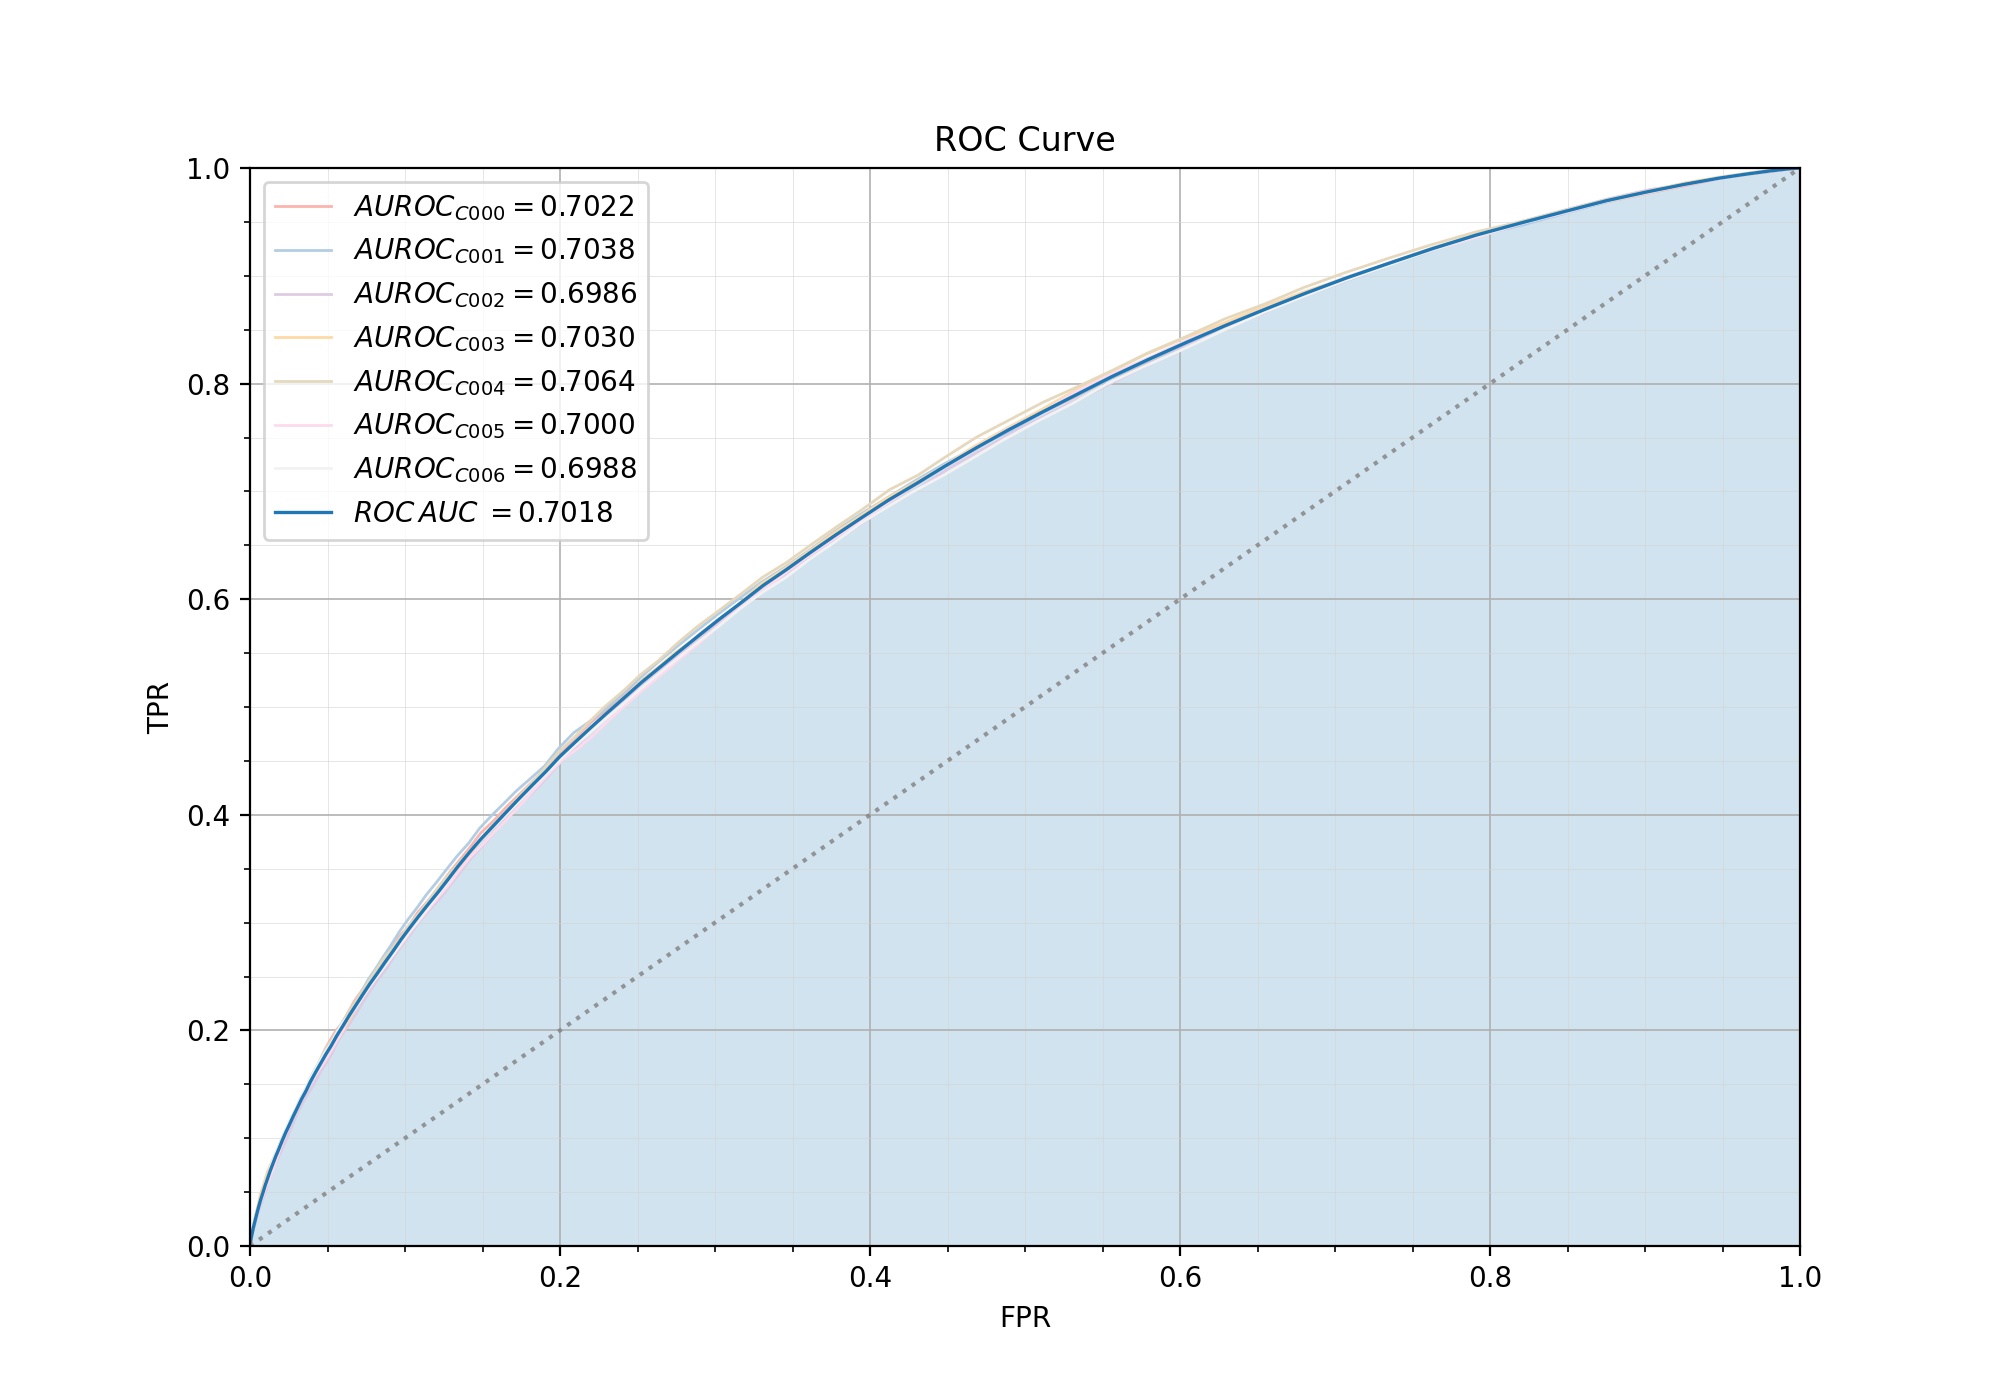 ROC Curve
1.0
0.8
0.6
0.4
0.2
0.0
TPR
AUROC_C000 = 0.7022
AUROC_C001 = 0.7038
AUROC_C002 = 0.6986
AUROC_C003 = 0.7030
AUROC_C004 = 0.7064
AUROC_C005 = 0.7000
AUROC_C006 = 0.6988
ROC AUC = 0.7018
0.0 0.2 0.4 0.6 0.8 1.0
FPR